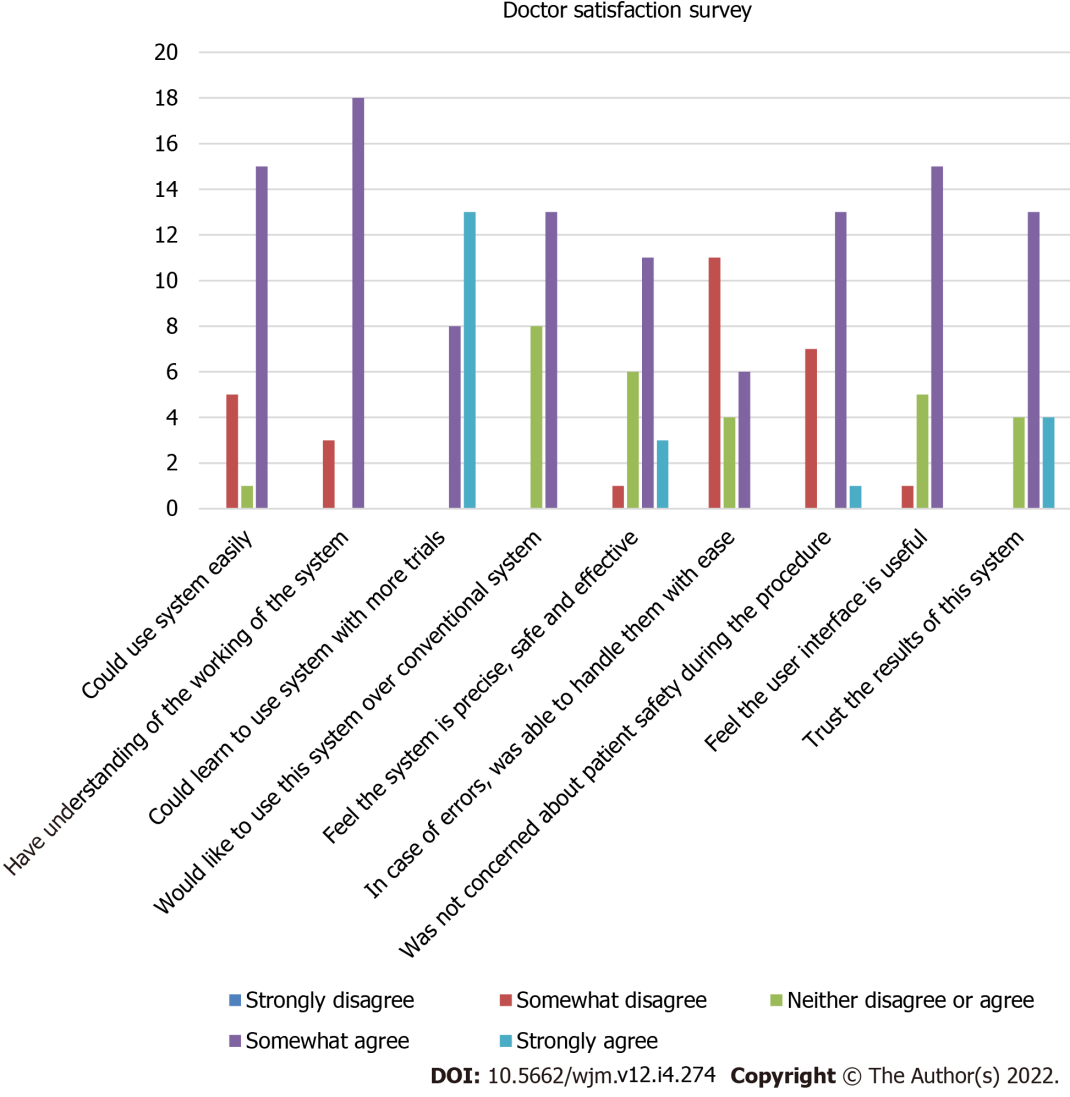 Doctor satisfaction survey
20
18
16
14
12
10
8
6
4
2
0
Could use system easily
Have understanding of the working of the system
Could learn to use system with more trials
Would like to use this system over conventional system
Feel the system is precise, safe and effective
In case of errors, was able to handle them with ease
Was not concerned about patient safety during the procedure
Feel the user interface is useful
Trust the results of this system
Strongly disagree
Somewhat disagree
Neither disagree or agree
Somewhat agree
Strongly agree
DOI: 10.5662/wjm.v12.i4.274 Copyright © The Author(s) 2022.